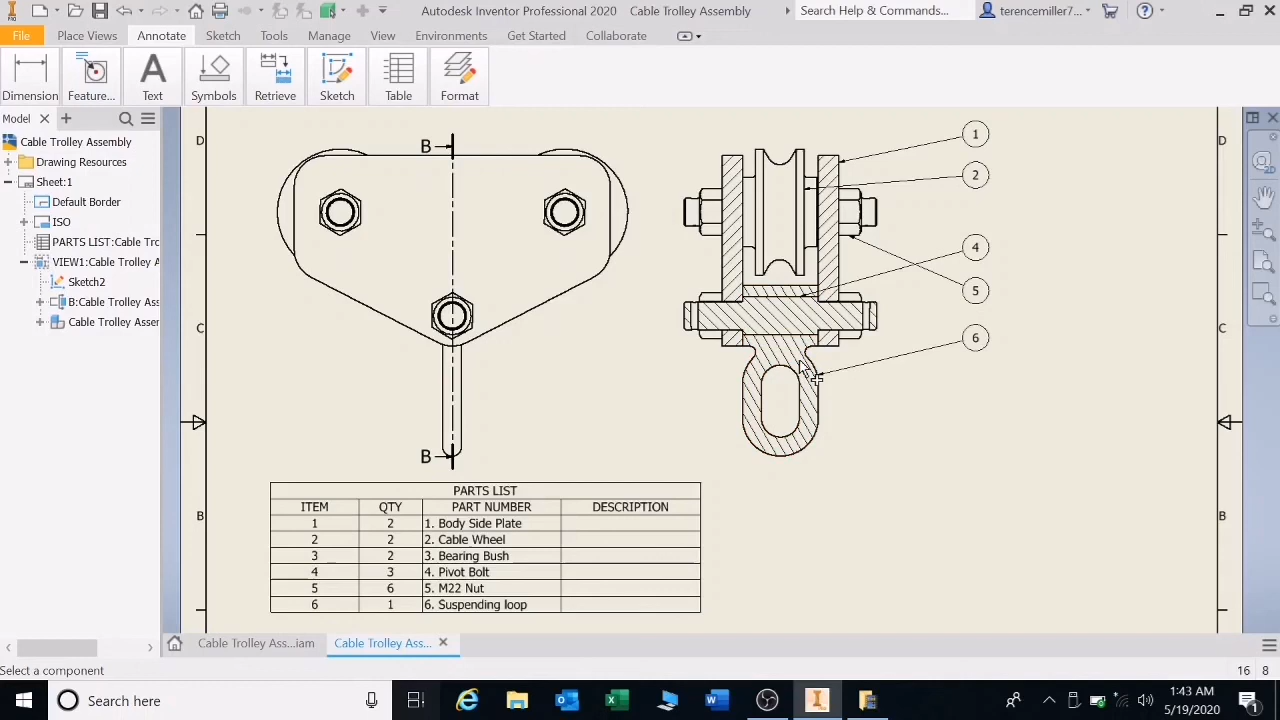 Autodesk Inventor Professional 2020 Cable Trolley Assembly
Search Help & Commands...
terencemiller7...
File Place Views Annotate Sketch Tools Manage View Environments Get Started Collaborate
Dimension Feature... Text Symbols Retrieve Sketch Table Format
Model
Cable Trolley Assembly
Drawing Resources
Sheet:1
Default Border
ISO
PARTS LIST:Cable Trc
VIEW1:Cable Trolley A
Sketch2
B:Cable Trolley Ass
Cable Trolley Asser
D
C
B
B
B
1
2
4
5
6
D
C
B
PARTS LIST
ITEM QTY PART NUMBER DESCRIPTION
1 2 1. Body Side Plate
2 2 2. Cable Wheel
3 2 3. Bearing Bush
4 3 4. Pivot Bolt
5 6 5. M22 Nut
6 1 6. Suspending loop
Cable Trolley Ass...iam
Cable Trolley Ass...
Select a component
16 8
Search here
1:43 AM
5/19/2020
1